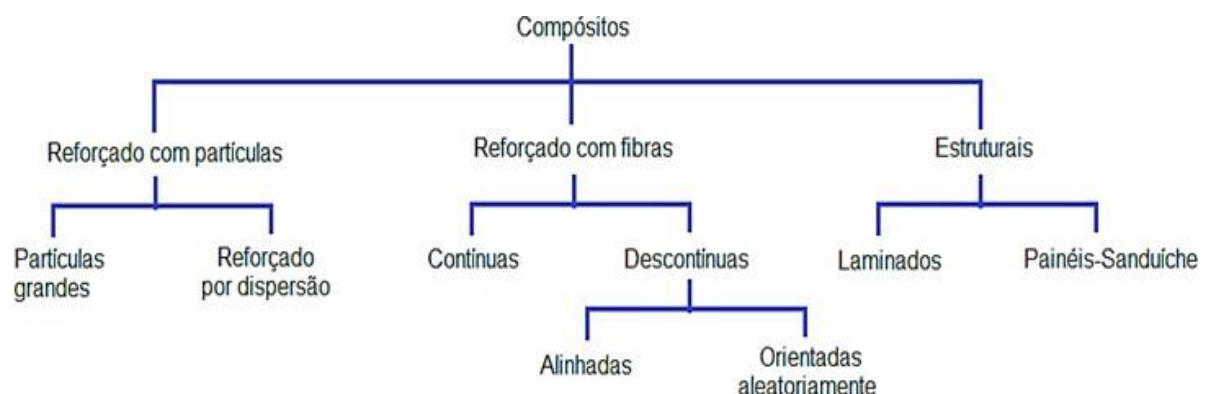 Compósitos
Reforçado com partículas
Reforçado com fibras
Estruturais
Partículas
grandes
Reforçado
por dispersão
Contínuas
Descontínuas
Laminados
Painéis-Sanduíche
Alinhadas
Orientadas
aleatoriamente